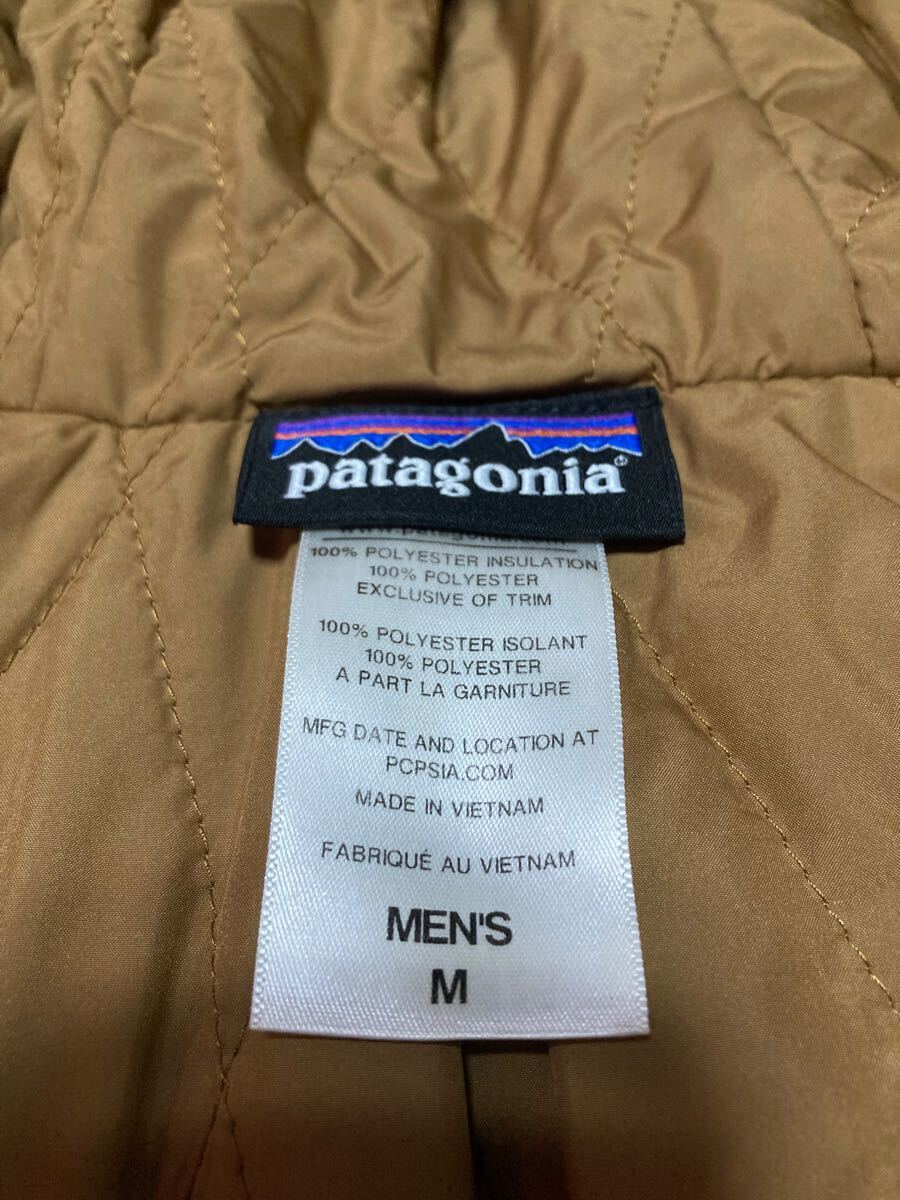 patagonia®
100% POLYESTER INSULATION
100% POLYESTER
EXCLUSIVE OF TRIM
100% POLYESTER ISOLANT
100% POLYESTER
A PART LA GARNITURE
MFG DATE AND LOCATION AT
PCPSIA.COM
MADE IN VIETNAM
FABRIQUÉ AU VIETNAM
MEN'S
M